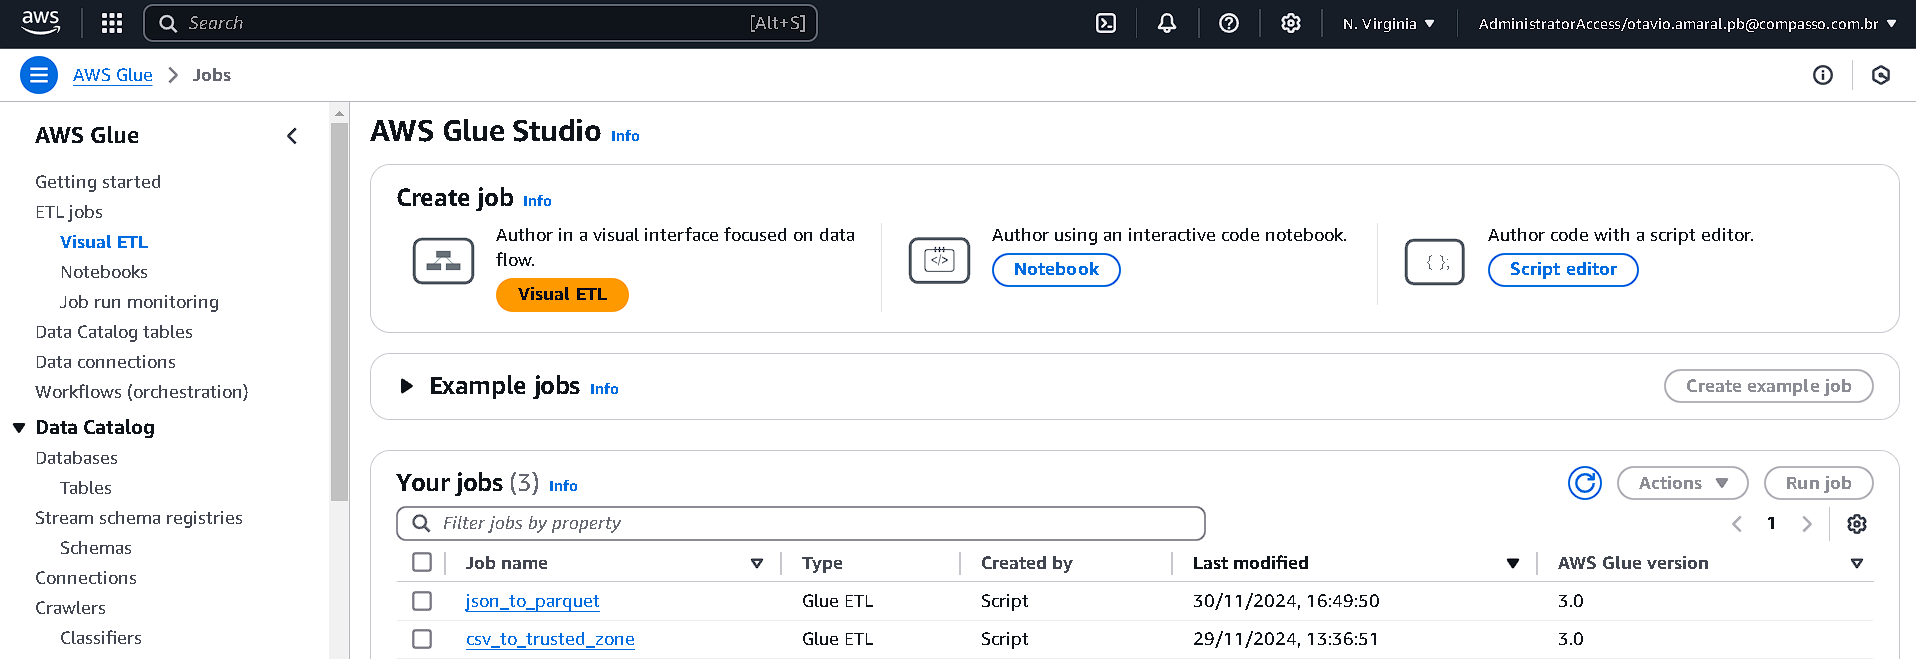 aws
Search [Alt+S]
N. Virginia
AdministratorAccess/otavio.amaral.pb@compasso.com.br
AWS Glue > Jobs
AWS Glue
Getting started
ETL jobs
Visual ETL
Notebooks
Job run monitoring
Data Catalog tables
Data connections
Workflows (orchestration)
Data Catalog
Databases
Tables
Stream schema registries
Schemas
Connections
Crawlers
Classifiers
AWS Glue Studio Info
Create job Info
Author in a visual interface focused on data
flow.
Visual ETL
Author using an interactive code notebook.
Notebook
Author code with a script editor.
Script editor
Example jobs Info
Create example job
Your jobs (3) Info
Actions
Run job
Filter jobs by property
1
Job name Type Created by Last modified AWS Glue version
json_to_parquet Glue ETL Script 30/11/2024, 16:49:50 3.0
csv_to_trusted_zone Glue ETL Script 29/11/2024, 13:36:51 3.0